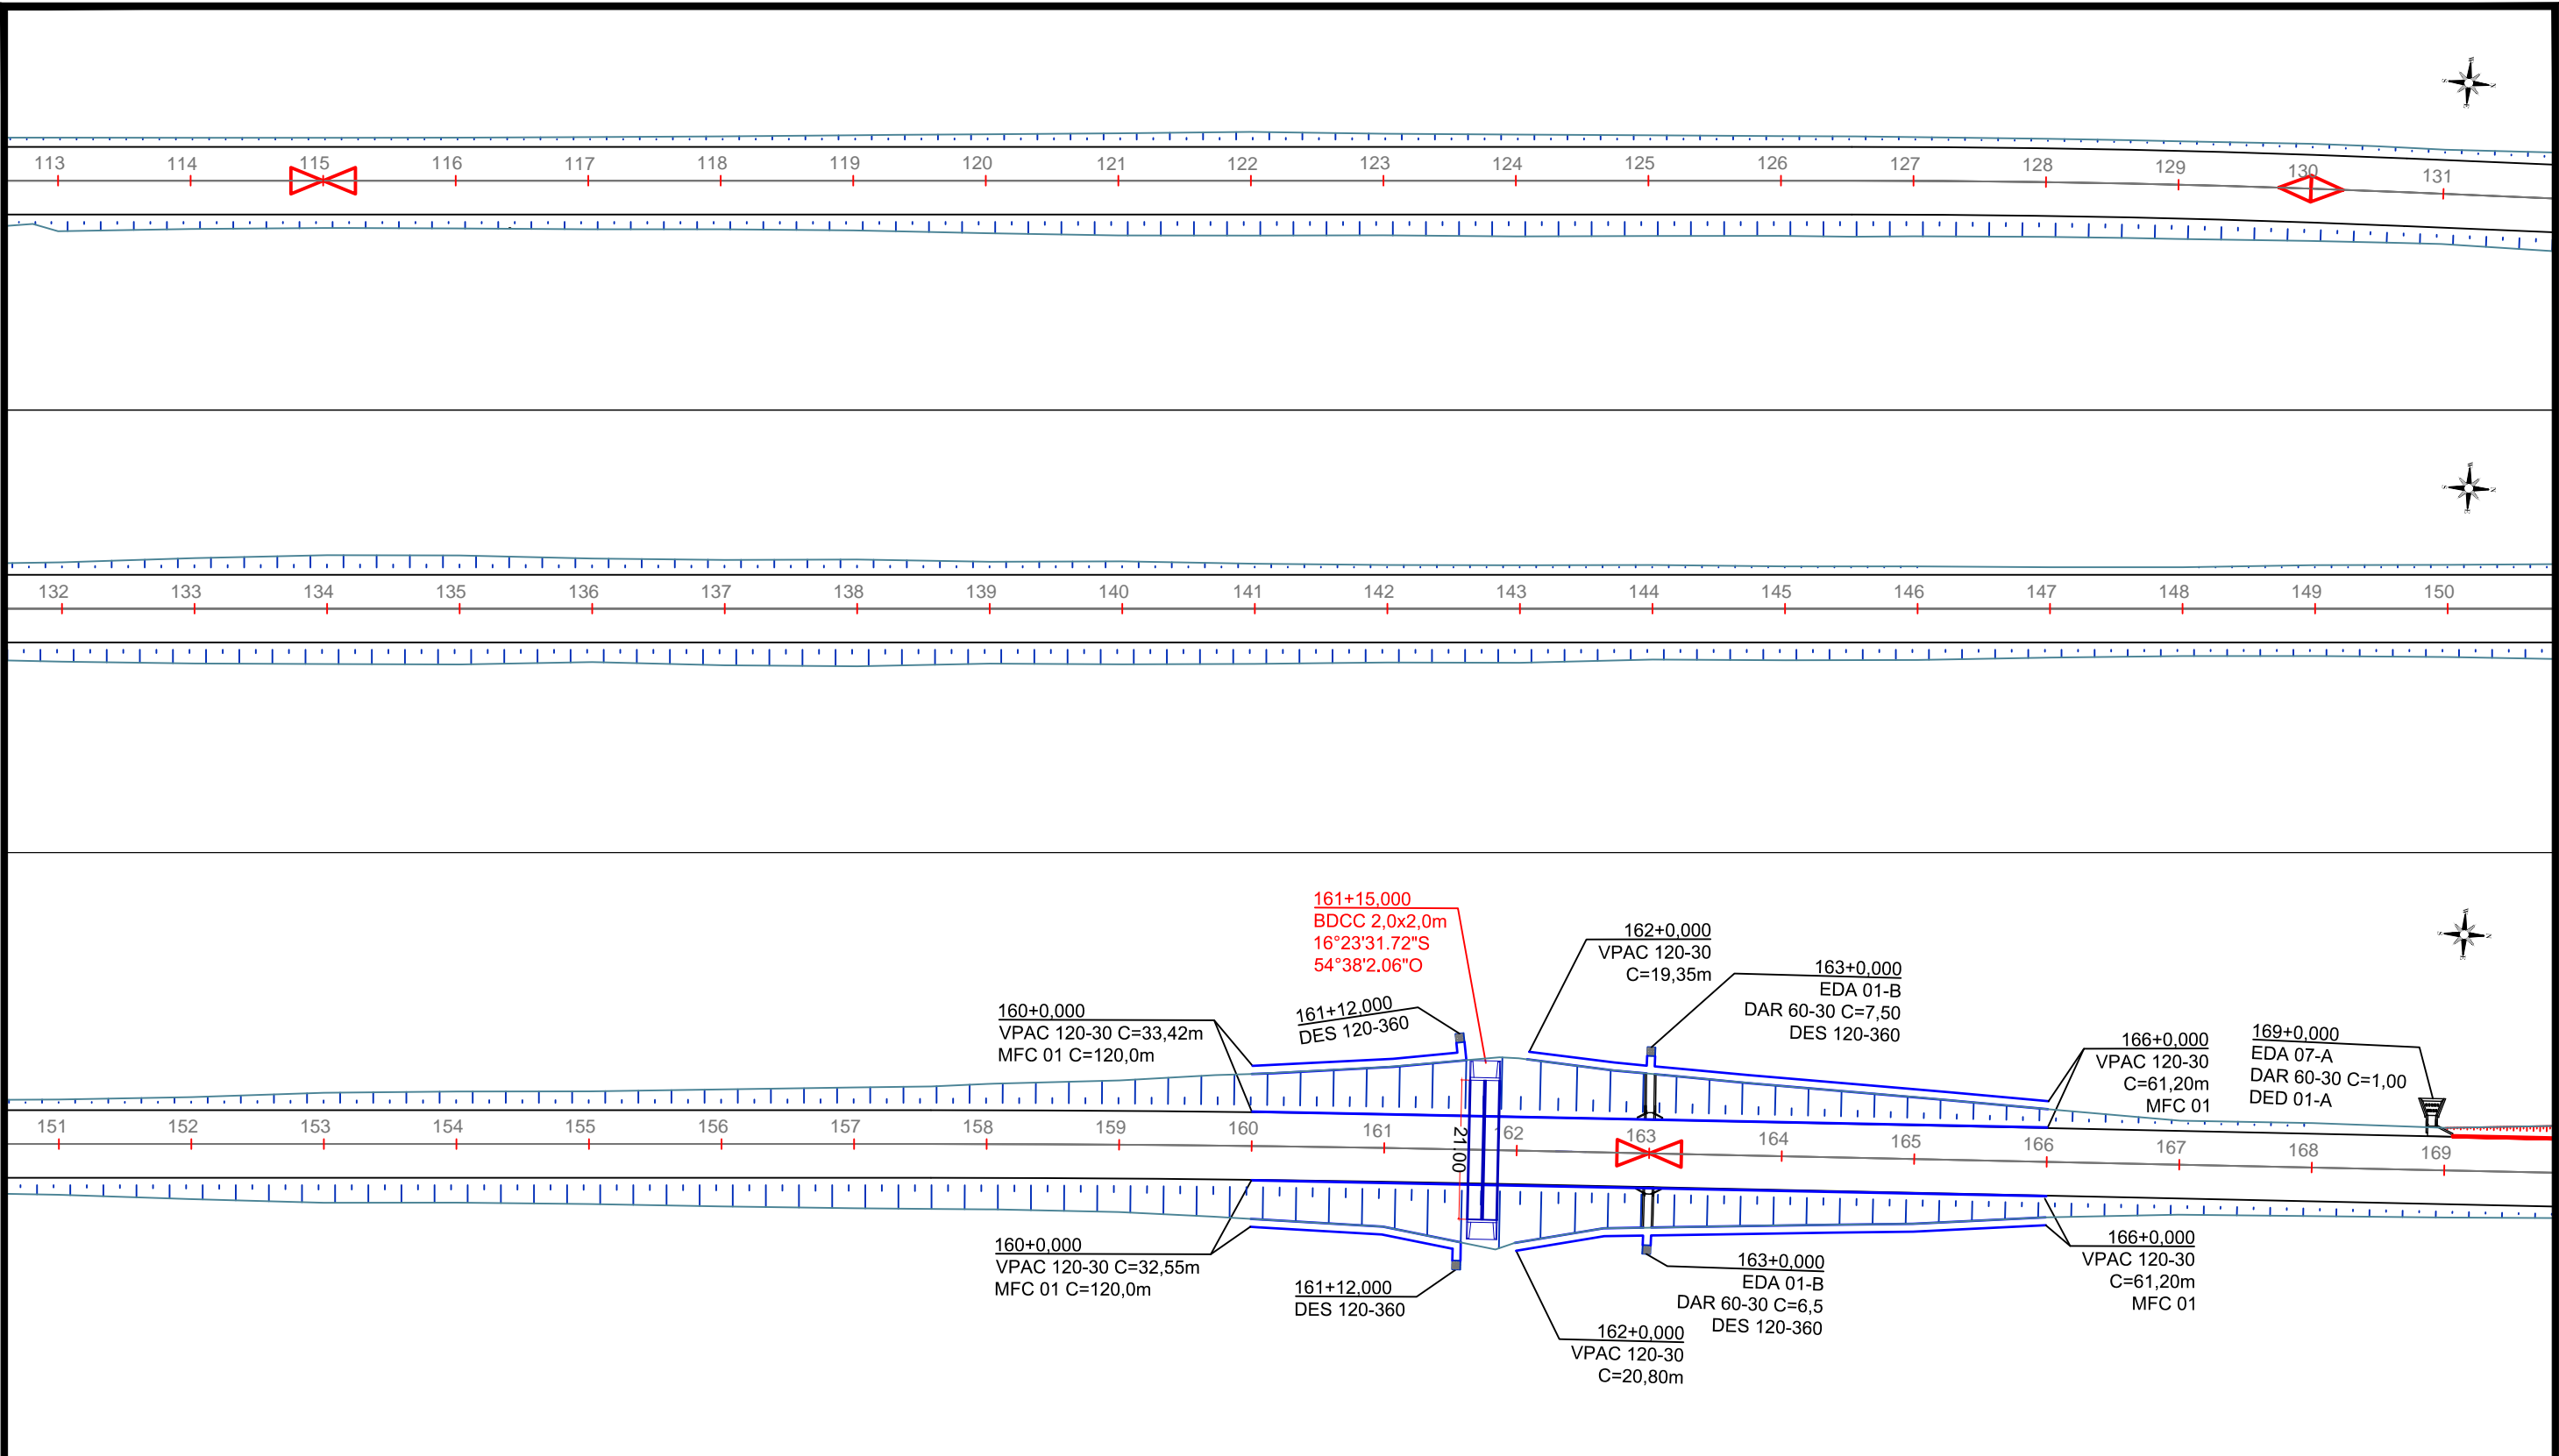 113 114 115 116 117 118 119 120 121 122 123 124 125 126 127 128 129 130 131
132 133 134 135 136 137 138 139 140 141 142 143 144 145 146 147 148 149 150
161+15,000
BDCC 2,0x2,0m
16°23'31.72"S
54°38'2.06"O
162+0,000
VPAC 120-30
C=19,35m
163+0,000
EDA 01-B
DAR 60-30 C=7,50
DES 120-360
160+0,000
VPAC 120-30 C=33,42m
MFC 01 C=120,0m
161+12,000
DES 120-360
166+0,000
VPAC 120-30
C=61,20m
MFC 01
169+0,000
EDA 07-A
DAR 60-30 C=1,00
DED 01-A
151 152 153 154 155 156 157 158 159 160 161 162 163 164 165 166 167 168 169
21.00
160+0,000
VPAC 120-30 C=32,55m
MFC 01 C=120,0m
161+12,000
DES 120-360
163+0,000
EDA 01-B
DAR 60-30 C=6,5
DES 120-360
162+0,000
VPAC 120-30
C=20,80m
166+0,000
VPAC 120-30
C=61,20m
MFC 01